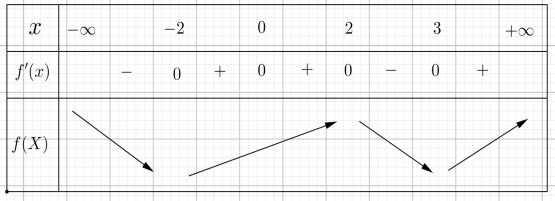 x −∞ −2 0 2 3 +∞
f′(x) − 0 + 0 + 0 − 0 +
f(X)